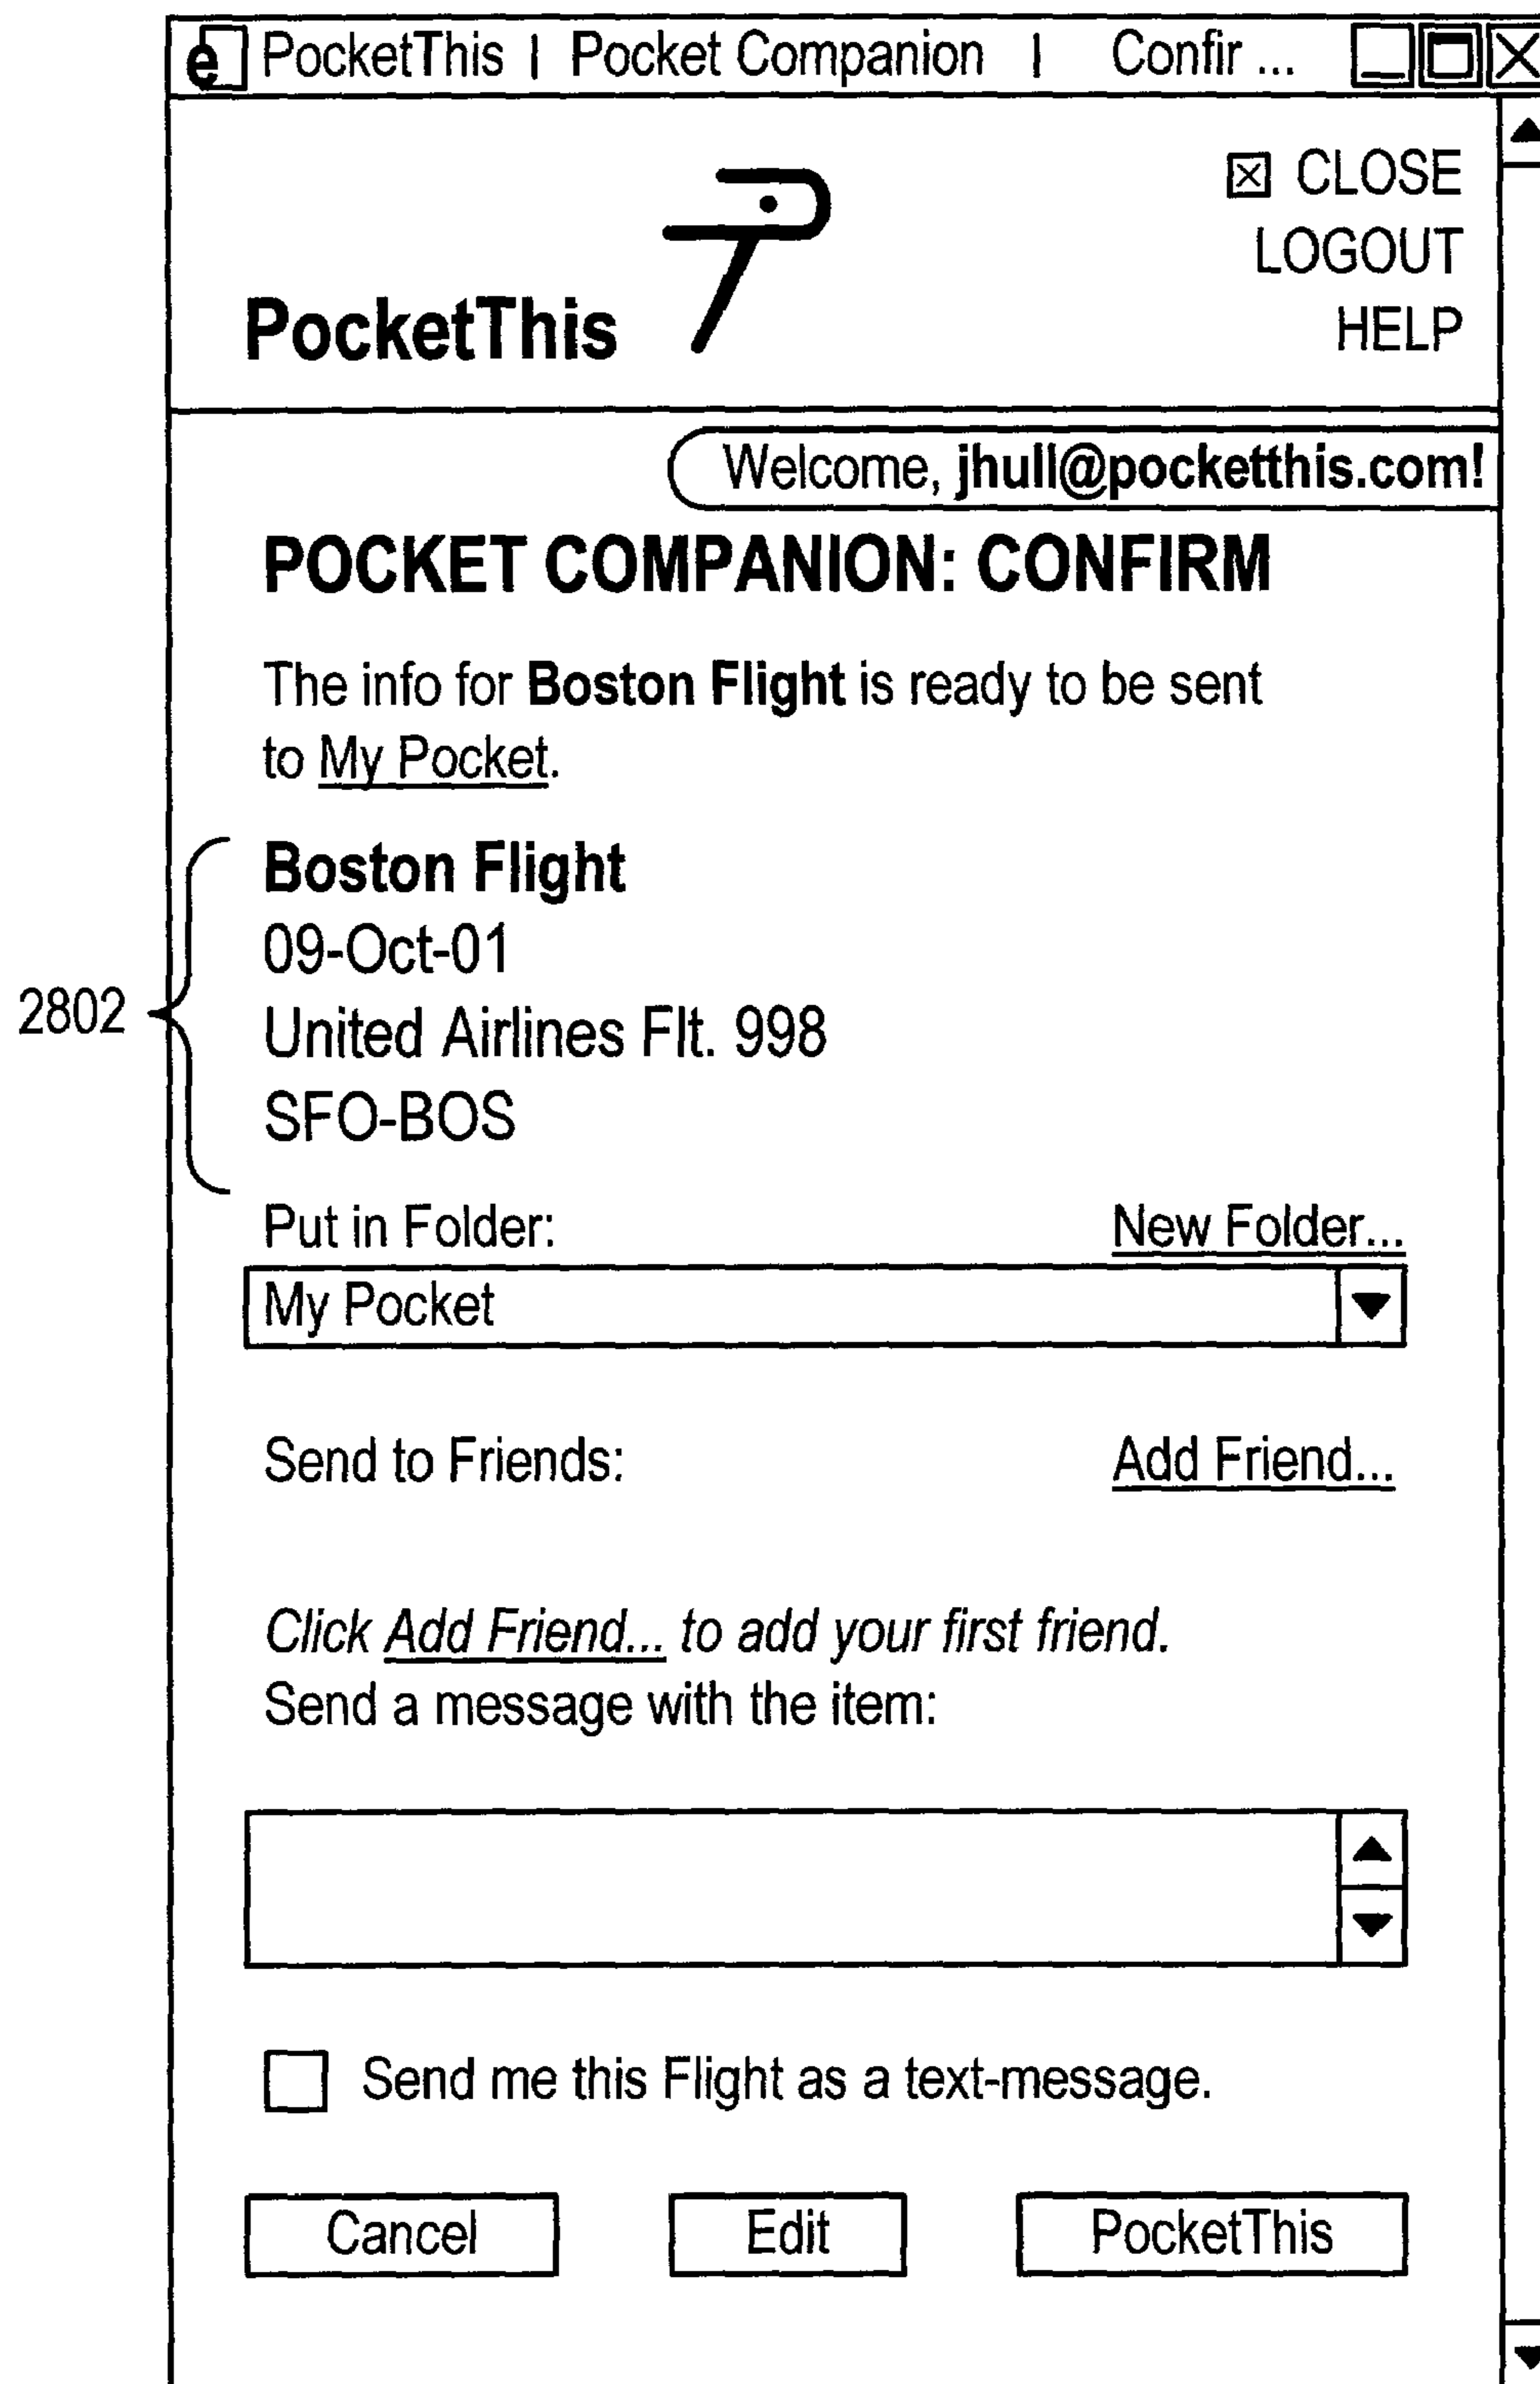 PocketThis | Pocket Companion | Confir ...
CLOSE
LOGOUT
HELP
PocketThis
Welcome, jhull@pocketthis.com!
POCKET COMPANION: CONFIRM
The info for Boston Flight is ready to be sent
to My Pocket.
Boston Flight
09-Oct-01
2802
United Airlines Flt. 998
SFO-BOS
Put in Folder: New Folder...
My Pocket
Send to Friends: Add Friend...
Click Add Friend... to add your first friend.
Send a message with the item:
Send me this Flight as a text-message.
Cancel Edit PocketThis